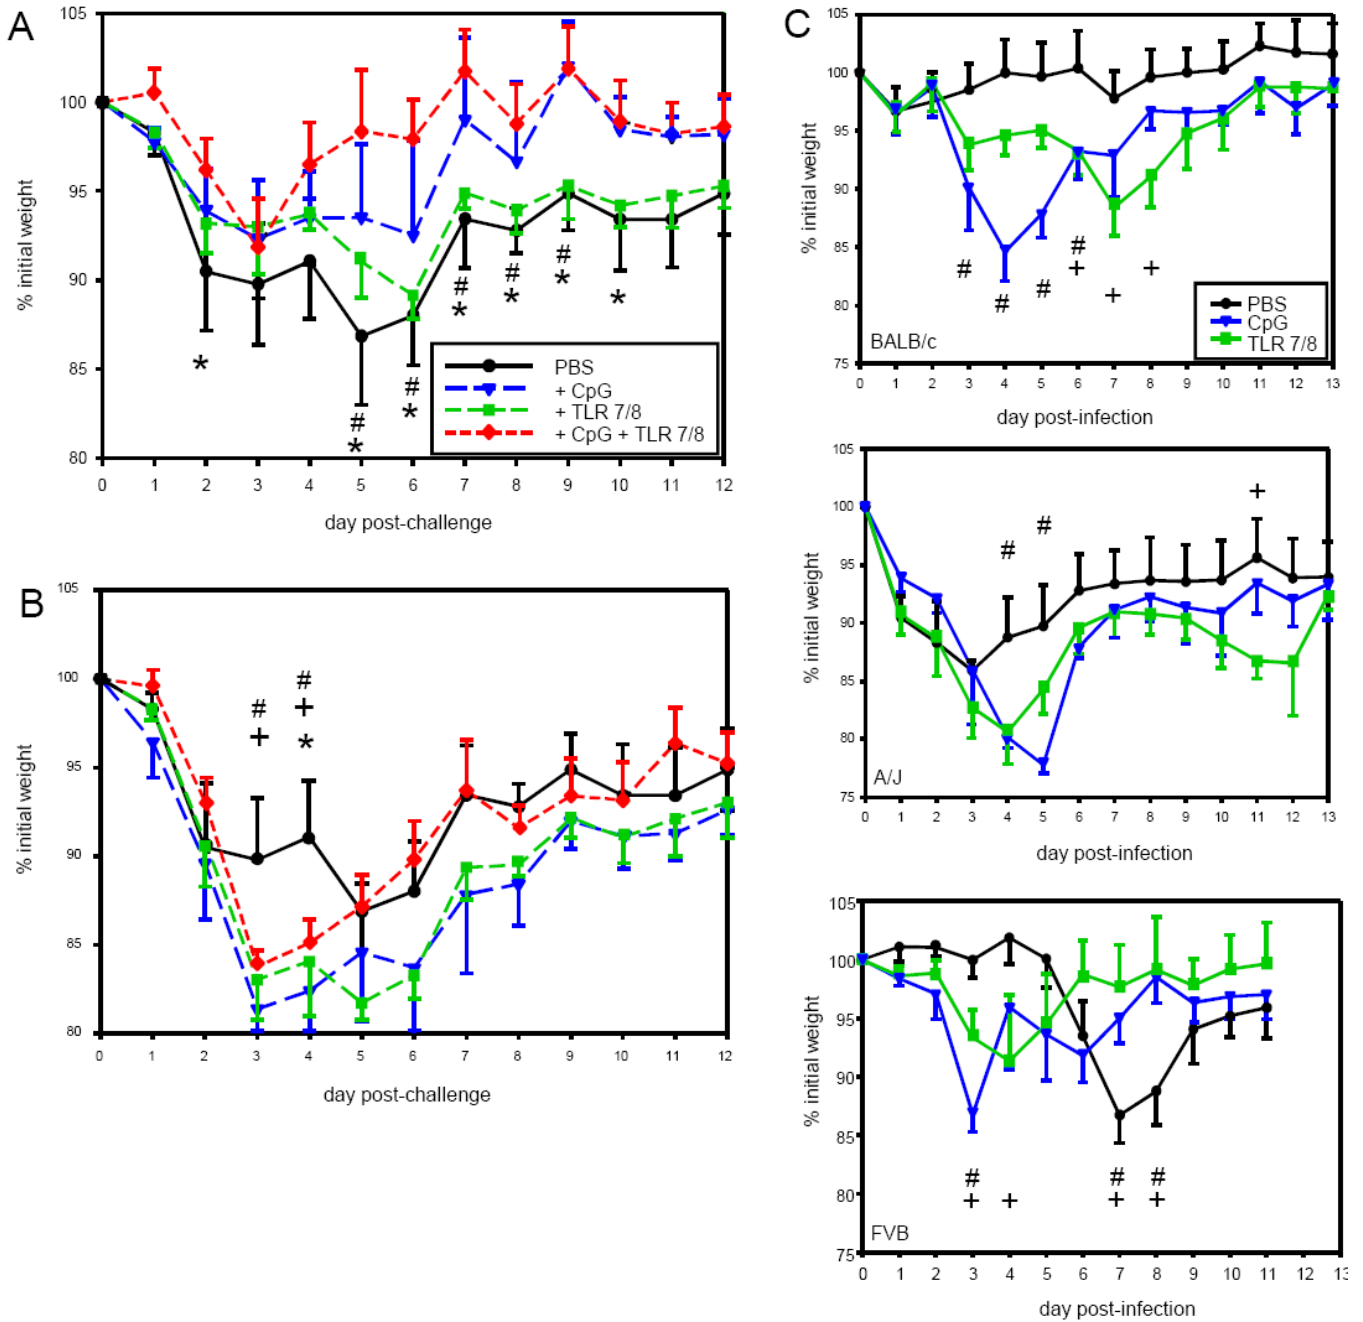 A
105
100
95
90
85
80
% initial weight
#
#
#
#
#
*
*
*
*
*
#
*
*
PBS
+ CpG
+ TLR 7/8
+ CpG + TLR 7/8
0 1 2 3 4 5 6 7 8 9 10 11 12
day post-challenge
B
105
100
95
90
85
80
% initial weight
#
#
+
+
*
0 1 2 3 4 5 6 7 8 9 10 11 12
day post-challenge
C
105
100
95
90
85
80
75
% initial weight
#
#
+
+
#
#
+
#
PBS
CpG
TLR 7/8
BALB/c
0 1 2 3 4 5 6 7 8 9 10 11 12 13
day post-infection
105
100
95
90
85
80
75
% initial weight
+
#
#
A/J
0 1 2 3 4 5 6 7 8 9 10 11 12 13
day post-infection
105
100
95
90
85
80
75
% initial weight
# # #
+ + + +
FVB
0 1 2 3 4 5 6 7 8 9 10 11 12 13
day post-infection